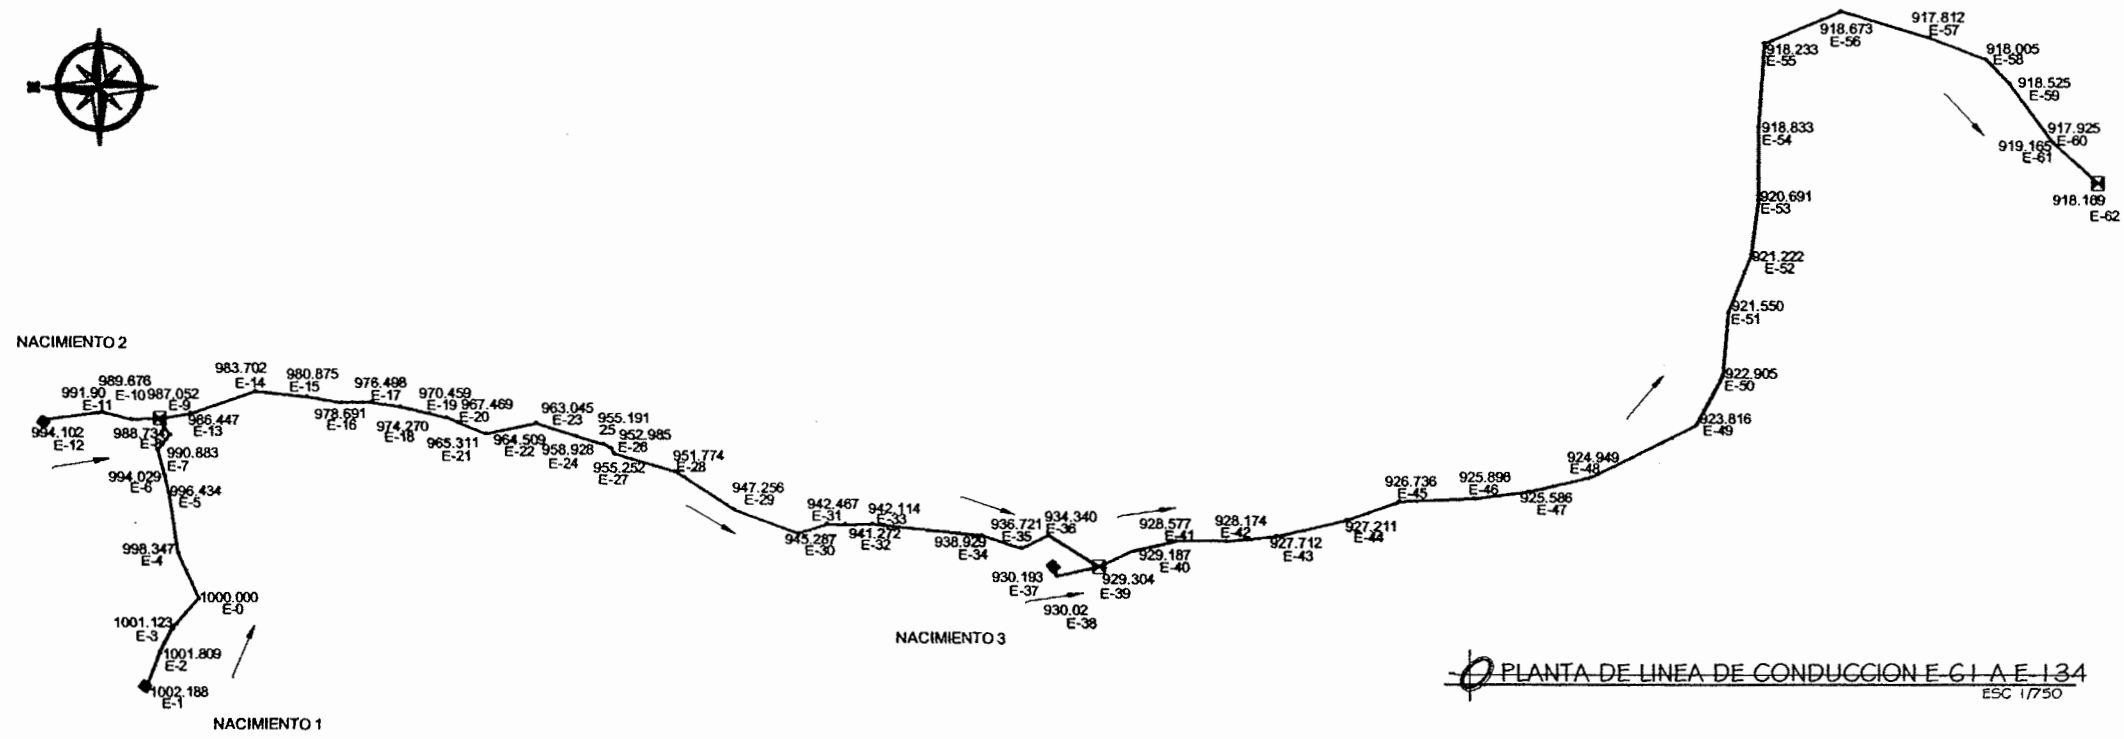 NACIMIENTO 2
994.102
E-12
991.90
E-11
989.676
E-10
987.052
E-9
988.734
E-8
990.883
E-7
994.029
E-6
996.434
E-5
998.347
E-4
1000.000
E-0
1001.123
E-3
1001.809
E-2
1002.188
E-1
NACIMIENTO 1
986.447
E-13
983.702
E-14
980.875
E-15
978.691
E-16
976.498
E-17
974.270
E-18
970.459
E-19
967.469
E-20
965.311
E-21
964.509
E-22
963.045
E-23
958.928
E-24
955.191
25
952.985
E-26
955.252
E-27
951.774
E-28
947.256
E-29
945.287
E-30
942.467
E-31
941.272
E-32
942.114
E-33
938.929
E-34
936.721
E-35
934.340
E-36
930.193
E-37
930.02
E-38
NACIMIENTO 3
929.304
E-39
929.187
E-40
928.577
E-41
928.174
E-42
927.712
E-43
927.211
E-44
926.736
E-45
925.898
E-46
925.586
E-47
924.949
E-48
923.816
E-49
922.905
E-50
921.550
E-51
921.222
E-52
920.691
E-53
918.833
E-54
918.233
E-55
918.673
E-56
917.812
E-57
918.005
E-58
918.525
E-59
917.925
E-60
919.165
E-61
918.189
E-62
PLANTA DE LINEA DE CONDUCCION E-61 A E-134
ESC 1/750